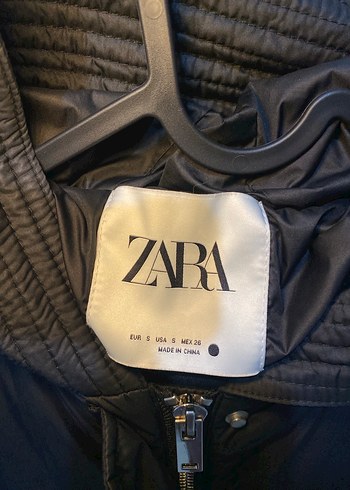 ZARA
EUR S USA S MEX 26
MADE IN CHINA